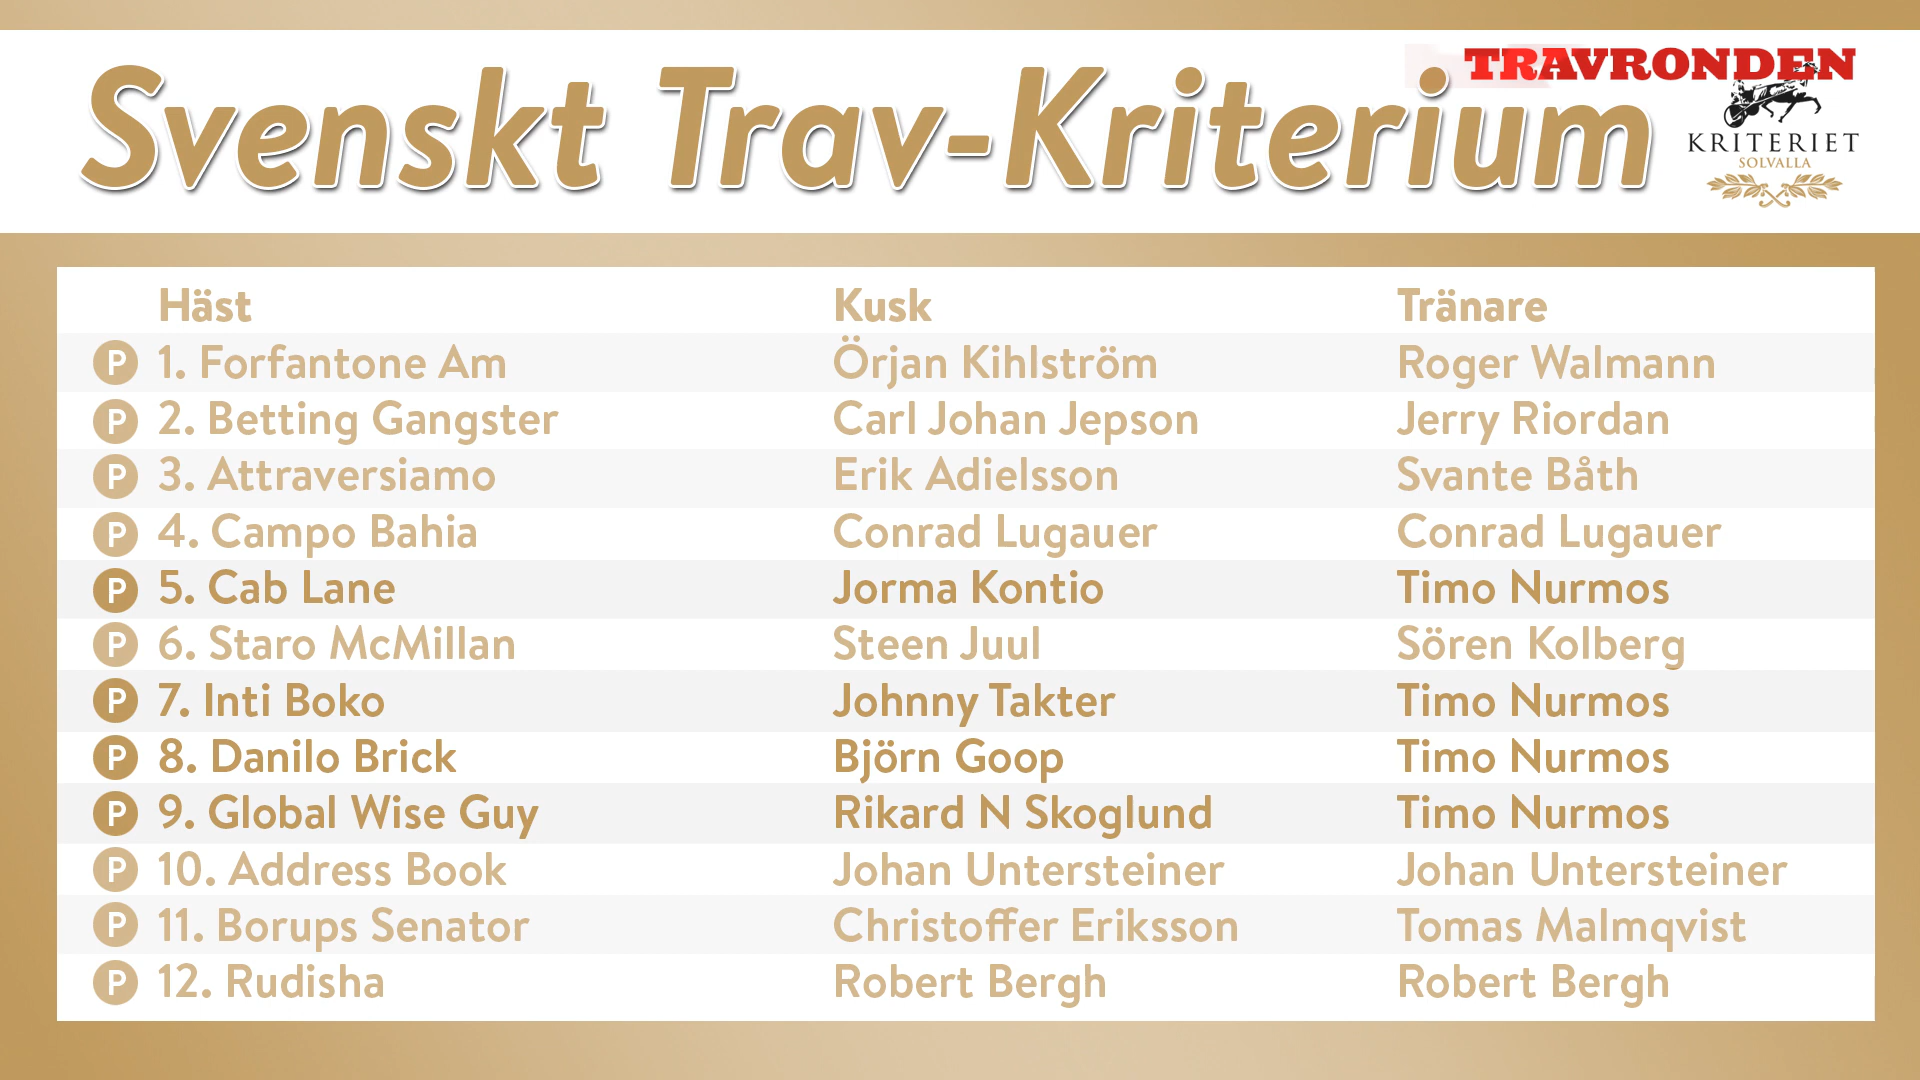 TRAVRONDEN
Svenskt Trav-Kriterium
KRITERIET
SOLVALLA
Häst Kusk Tränare
P 1. Forfantone Am Örjan Kihlström Roger Walmann
P 2. Betting Gangster Carl Johan Jepson Jerry Riordan
P 3. Attraversiamo Erik Adielsson Svante Båth
P 4. Campo Bahia Conrad Lugauer Conrad Lugauer
P 5. Cab Lane Jorma Kontio Timo Nurmos
P 6. Staro McMillan Steen Juul Sören Kolberg
P 7. Inti Boko Johnny Takter Timo Nurmos
P 8. Danilo Brick Björn Goop Timo Nurmos
P 9. Global Wise Guy Rikard N Skoglund Timo Nurmos
P 10. Address Book Johan Untersteiner Johan Untersteiner
P 11. Borups Senator Christoffer Eriksson Tomas Malmqvist
P 12. Rudisha Robert Bergh Robert Bergh